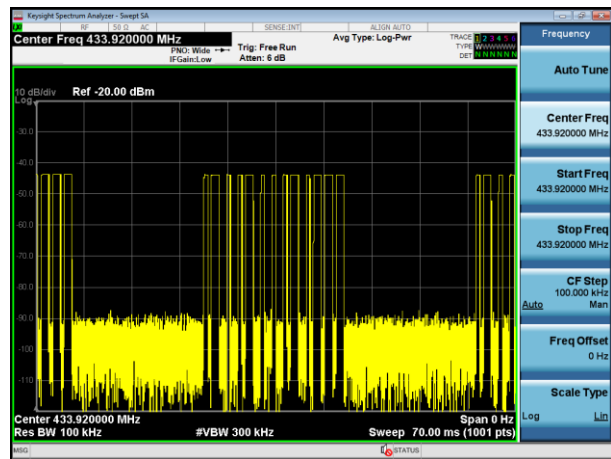 Keysight Spectrum Analyzer - Swept SA
RF 50 Ω AC SENSE:INT ALIGN AUTO
Center Freq 433.920000 MHz
PNO: Wide
IFGain:Low
Trig: Free Run
Atten: 6 dB
Avg Type: Log-Pwr
TRACE 1 2 3 4 5 6
TYPE WWWWWW
DET N N N N N N
10 dB/div Ref -20.00 dBm
Log
-30.0
-40.0
-50.0
-60.0
-70.0
-80.0
-90.0
-100
-110
Center 433.920000 MHz Span 0 Hz
Res BW 100 kHz #VBW 300 kHz Sweep 70.00 ms (1001 pts)
MSG STATUS
Frequency
Auto Tune
Center Freq
433.920000 MHz
Start Freq
433.920000 MHz
Stop Freq
433.920000 MHz
CF Step
100.000 kHz
Auto Man
Freq Offset
0 Hz
Scale Type
Log Lin